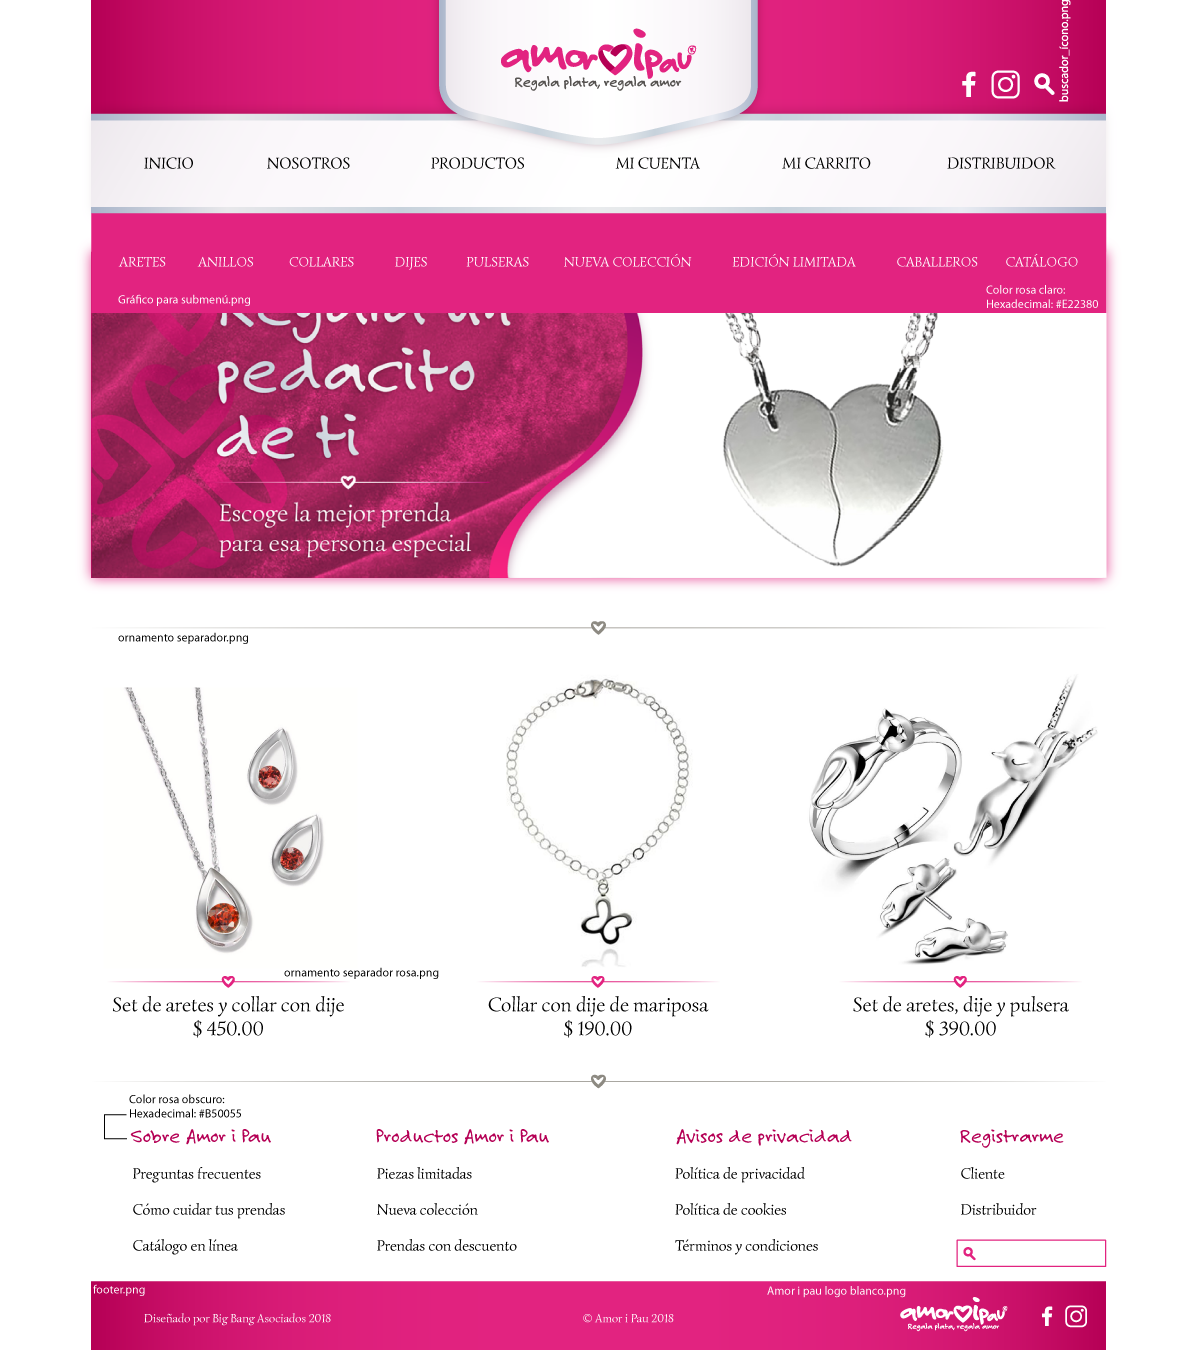 amor i pau®
Regala plata, regala amor
buscador_ícono.png
INICIO NOSOTROS PRODUCTOS MI CUENTA MI CARRITO DISTRIBUIDOR
ARETES ANILLOS COLLARES DIJES PULSERAS NUEVA COLECCIÓN EDICIÓN LIMITADA CABALLEROS CATÁLOGO
Gráfico para submenú.png
Color rosa claro:
Hexadecimal: #E22380
Regalar un
pedacito
de ti
Escoge la mejor prenda
para esa persona especial
ornamento separador.png
ornamento separador rosa.png
Set de aretes y collar con dije
$ 450.00
Collar con dije de mariposa
$ 190.00
Set de aretes, dije y pulsera
$ 390.00
Color rosa obscuro:
Hexadecimal: #B50055
Sobre Amor i Pau
Preguntas frecuentes
Cómo cuidar tus prendas
Catálogo en línea
Productos Amor i Pau
Piezas limitadas
Nueva colección
Prendas con descuento
Avisos de privacidad
Política de privacidad
Política de cookies
Términos y condiciones
Registrarme
Cliente
Distribuidor
footer.png
Amor i pau logo blanco.png
Diseñado por Big Bang Asociados 2018
© Amor i Pau 2018
amor i pau
Regala plata, regala amor